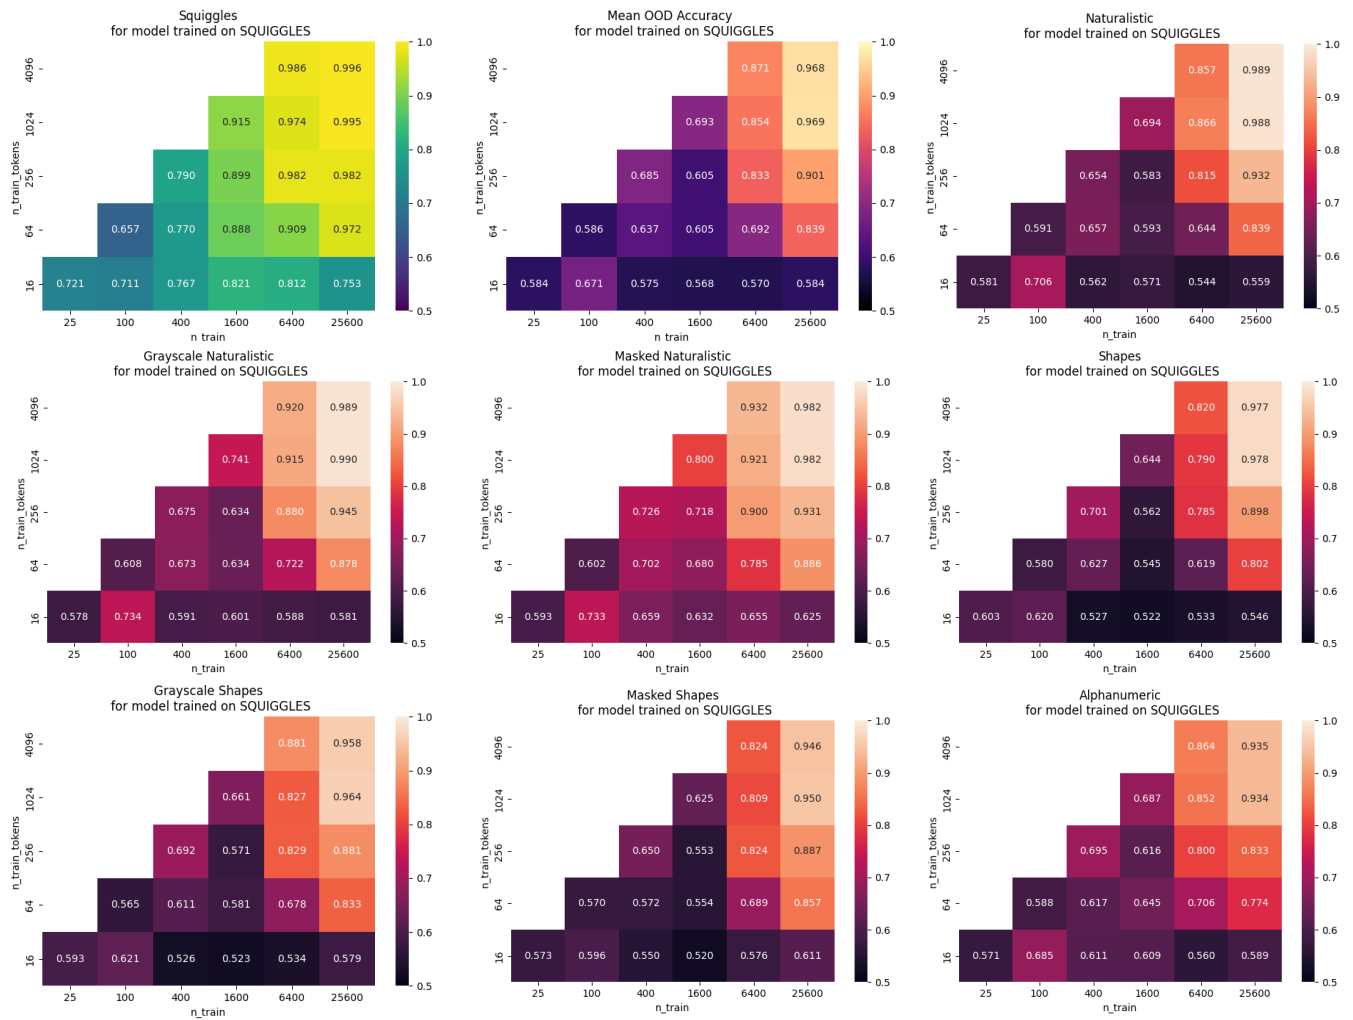 Squiggles
for model trained on SQUIGGLES
4096
0.986 0.996
1.0
1024
0.915 0.974 0.995
0.9
n_train_tokens
256
0.790 0.899 0.982 0.982
0.8
64
0.657 0.770 0.888 0.909 0.972
0.7
16
0.721 0.711 0.767 0.821 0.812 0.753
0.6
0.5
25 100 400 1600 6400 25600
n_train
Mean OOD Accuracy
for model trained on SQUIGGLES
4096
0.871 0.968
1.0
1024
0.693 0.854 0.969
0.9
n_train_tokens
256
0.685 0.605 0.833 0.901
0.8
64
0.586 0.637 0.605 0.692 0.839
0.7
16
0.584 0.671 0.575 0.568 0.570 0.584
0.6
0.5
25 100 400 1600 6400 25600
n_train
Naturalistic
for model trained on SQUIGGLES
4096
0.857 0.989
1.0
1024
0.694 0.866 0.988
0.9
n_train_tokens
256
0.654 0.583 0.815 0.932
0.8
64
0.591 0.657 0.593 0.644 0.839
0.7
16
0.581 0.706 0.562 0.571 0.544 0.559
0.6
0.5
25 100 400 1600 6400 25600
n_train
Grayscale Naturalistic
for model trained on SQUIGGLES
4096
0.920 0.989
1.0
1024
0.741 0.915 0.990
0.9
n_train_tokens
256
0.675 0.634 0.880 0.945
0.8
64
0.608 0.673 0.634 0.722 0.878
0.7
16
0.578 0.734 0.591 0.601 0.588 0.581
0.6
0.5
25 100 400 1600 6400 25600
n_train
Masked Naturalistic
for model trained on SQUIGGLES
4096
0.932 0.982
1.0
1024
0.800 0.921 0.982
0.9
n_train_tokens
256
0.726 0.718 0.900 0.931
0.8
64
0.602 0.702 0.680 0.785 0.886
0.7
16
0.593 0.733 0.659 0.632 0.655 0.625
0.6
0.5
25 100 400 1600 6400 25600
n_train
Shapes
for model trained on SQUIGGLES
4096
0.820 0.977
1.0
1024
0.644 0.790 0.978
0.9
n_train_tokens
256
0.701 0.562 0.785 0.898
0.8
64
0.580 0.627 0.545 0.619 0.802
0.7
16
0.603 0.620 0.527 0.522 0.533 0.546
0.6
0.5
25 100 400 1600 6400 25600
n_train
Grayscale Shapes
for model trained on SQUIGGLES
4096
0.881 0.958
1.0
1024
0.661 0.827 0.964
0.9
n_train_tokens
256
0.692 0.571 0.829 0.881
0.8
64
0.565 0.611 0.581 0.678 0.833
0.7
16
0.593 0.621 0.526 0.523 0.534 0.579
0.6
0.5
25 100 400 1600 6400 25600
n_train
Masked Shapes
for model trained on SQUIGGLES
4096
0.824 0.946
1.0
1024
0.625 0.809 0.950
0.9
n_train_tokens
256
0.650 0.553 0.824 0.887
0.8
64
0.570 0.572 0.554 0.689 0.857
0.7
16
0.573 0.596 0.550 0.520 0.576 0.611
0.6
0.5
25 100 400 1600 6400 25600
n_train
Alphanumeric
for model trained on SQUIGGLES
4096
0.864 0.935
1.0
1024
0.687 0.852 0.934
0.9
n_train_tokens
256
0.695 0.616 0.800 0.833
0.8
64
0.588 0.617 0.645 0.706 0.774
0.7
16
0.571 0.685 0.611 0.609 0.560 0.589
0.6
0.5
25 100 400 1600 6400 25600
n_train